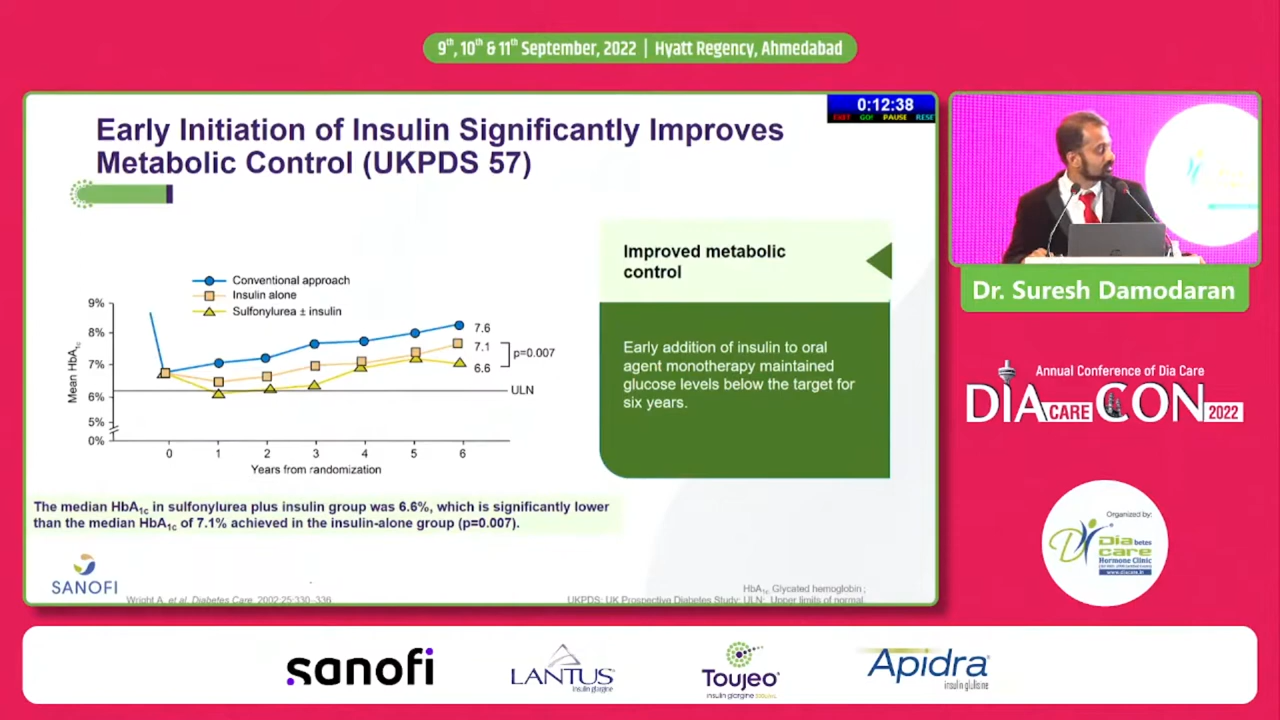 9th, 10th & 11th September, 2022 | Hyatt Regency, Ahmedabad
0:12:38
EXIT GO! PAUSE RESE
Early Initiation of Insulin Significantly Improves
Metabolic Control (UKPDS 57)
Conventional approach
Insulin alone
Sulfonylurea ± insulin
Mean HbA1c
9%
8%
7%
6%
5%
0%
7.6
7.1
6.6
p=0.007
ULN
0 1 2 3 4 5 6
Years from randomization
Improved metabolic
control
Early addition of insulin to oral
agent monotherapy maintained
glucose levels below the target for
six years.
The median HbA1c in sulfonylurea plus insulin group was 6.6%, which is significantly lower
than the median HbA1c of 7.1% achieved in the insulin-alone group (p=0.007).
SANOFI
Wright A, et al. Diabetes Care. 2002;25:330–336
HbA1c Glycated hemoglobin;
UKPDS: UK Prospective Diabetes Study; ULN: Upper limits of normal
Dr. Suresh Damodaran
Annual Conference of Dia Care
DIA CARE CON 2022
Organized by:
Diabetes
care
Hormone Clinic
www.diacare.in
sanofi
LANTUS
insulin glargine
Toujeo
insulin glargine
Apidra
insulin glulisine